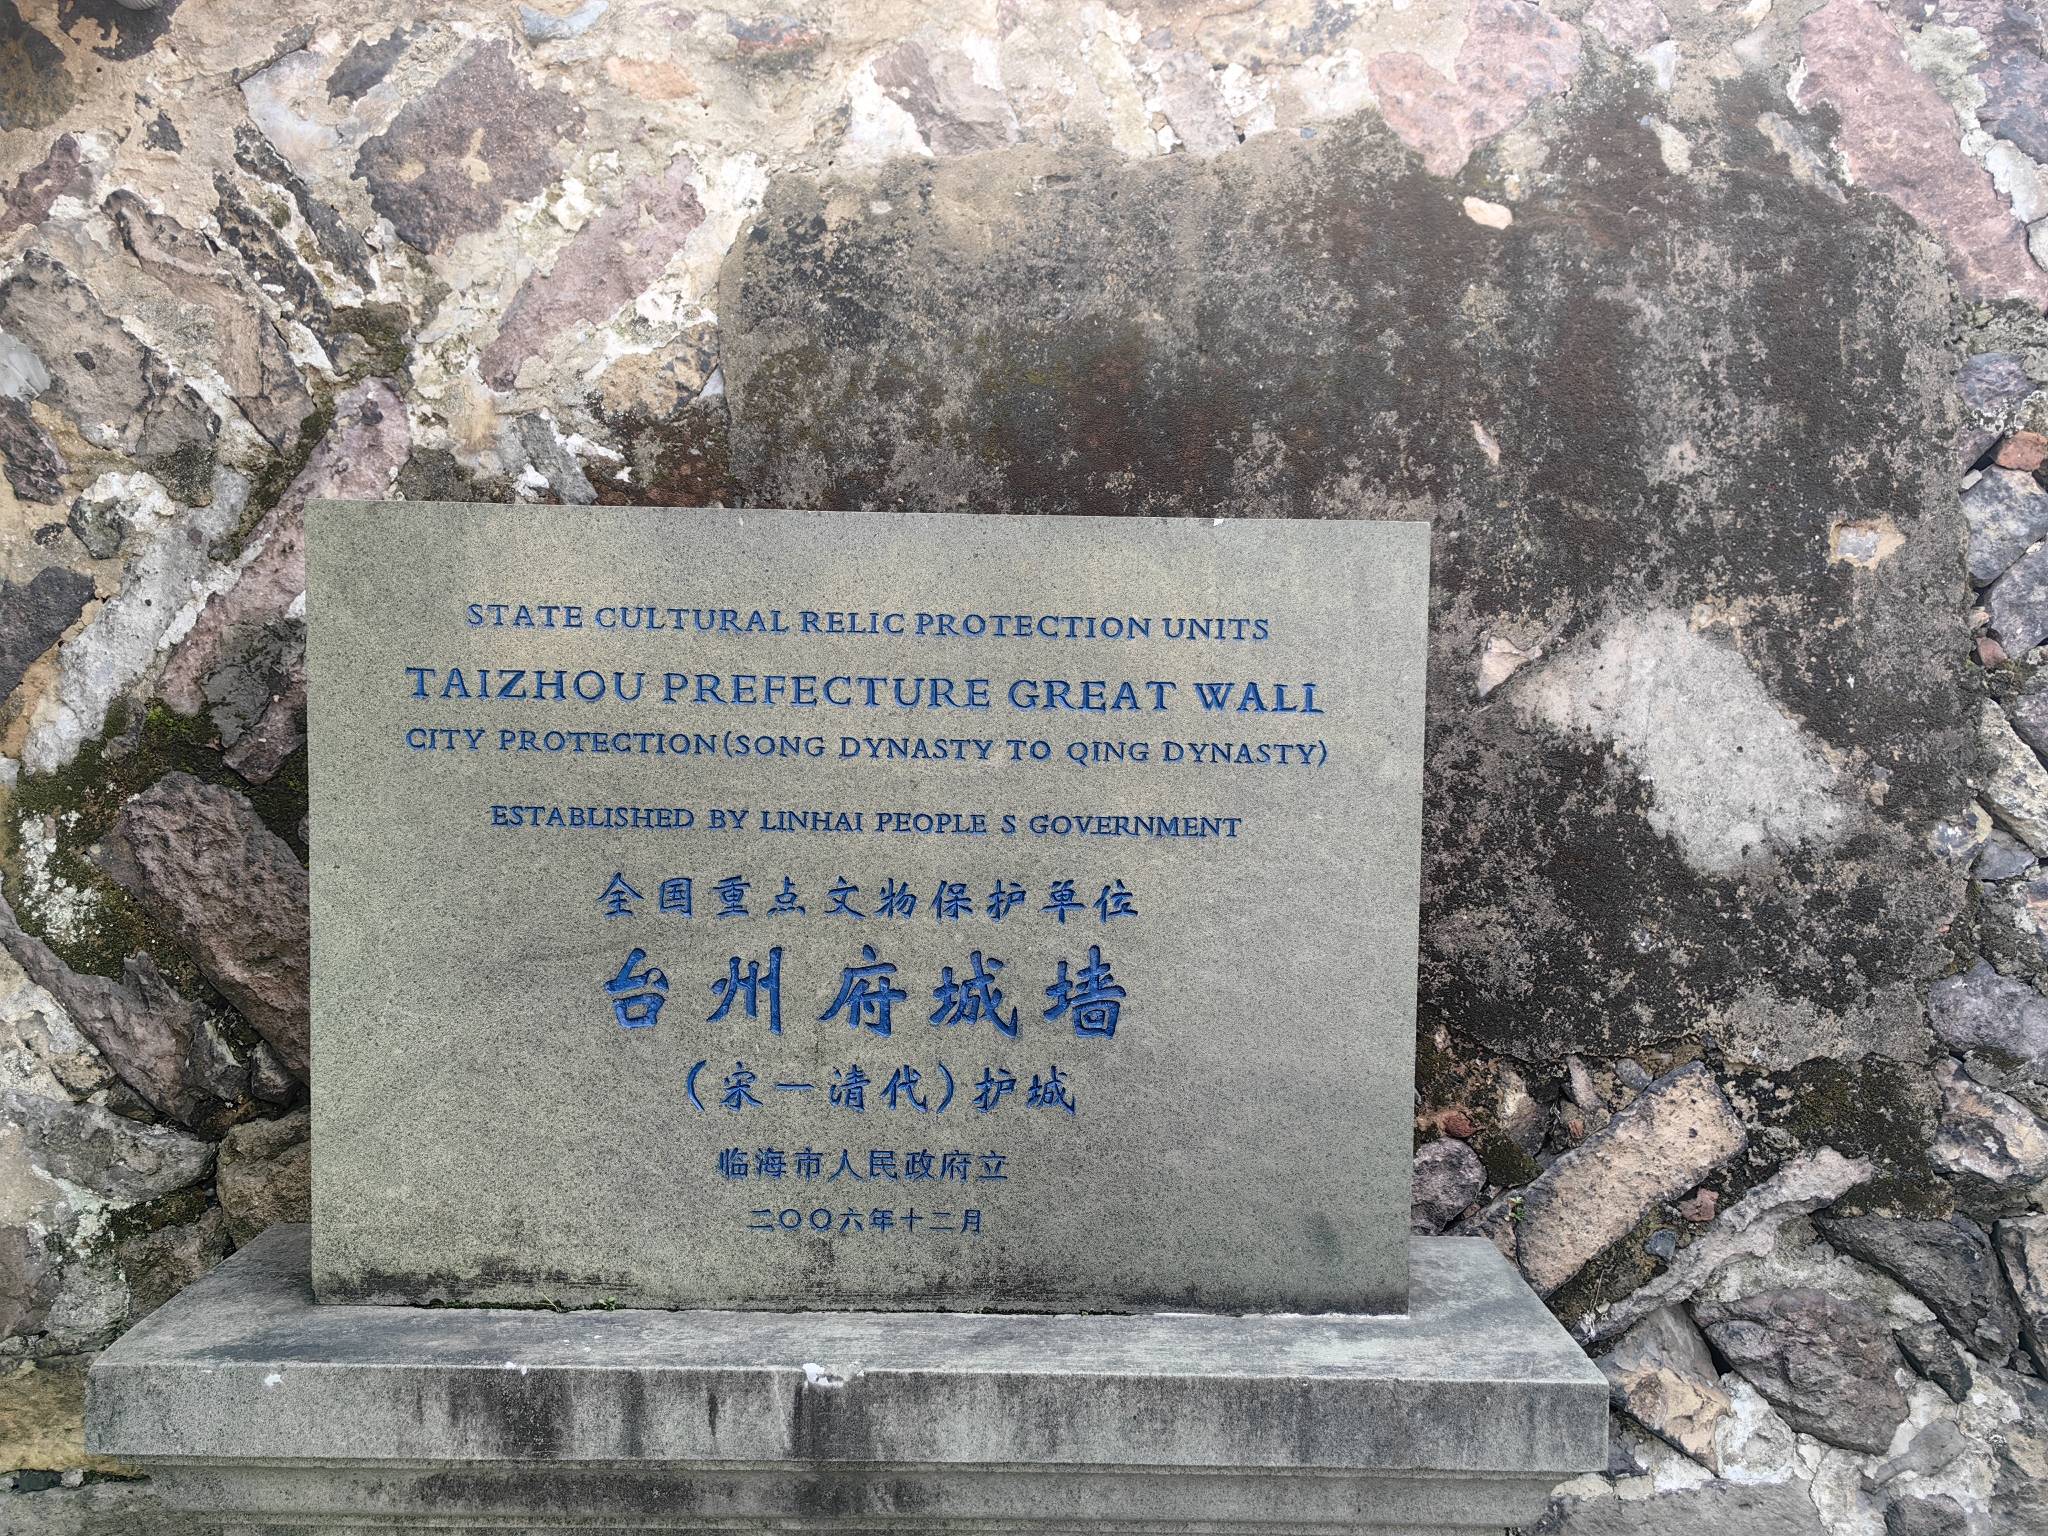 STATE CULTURAL RELIC PROTECTION UNITS
TAIZHOU PREFECTURE GREAT WALL
CITY PROTECTION(SONG DYNASTY TO QING DYNASTY)
ESTABLISHED BY LINHAI PEOPLE S GOVERNMENT
全国重点文物保护单位
台州府城墙
(宋一清代)护城
临海市人民政府立
二〇〇六年十二月